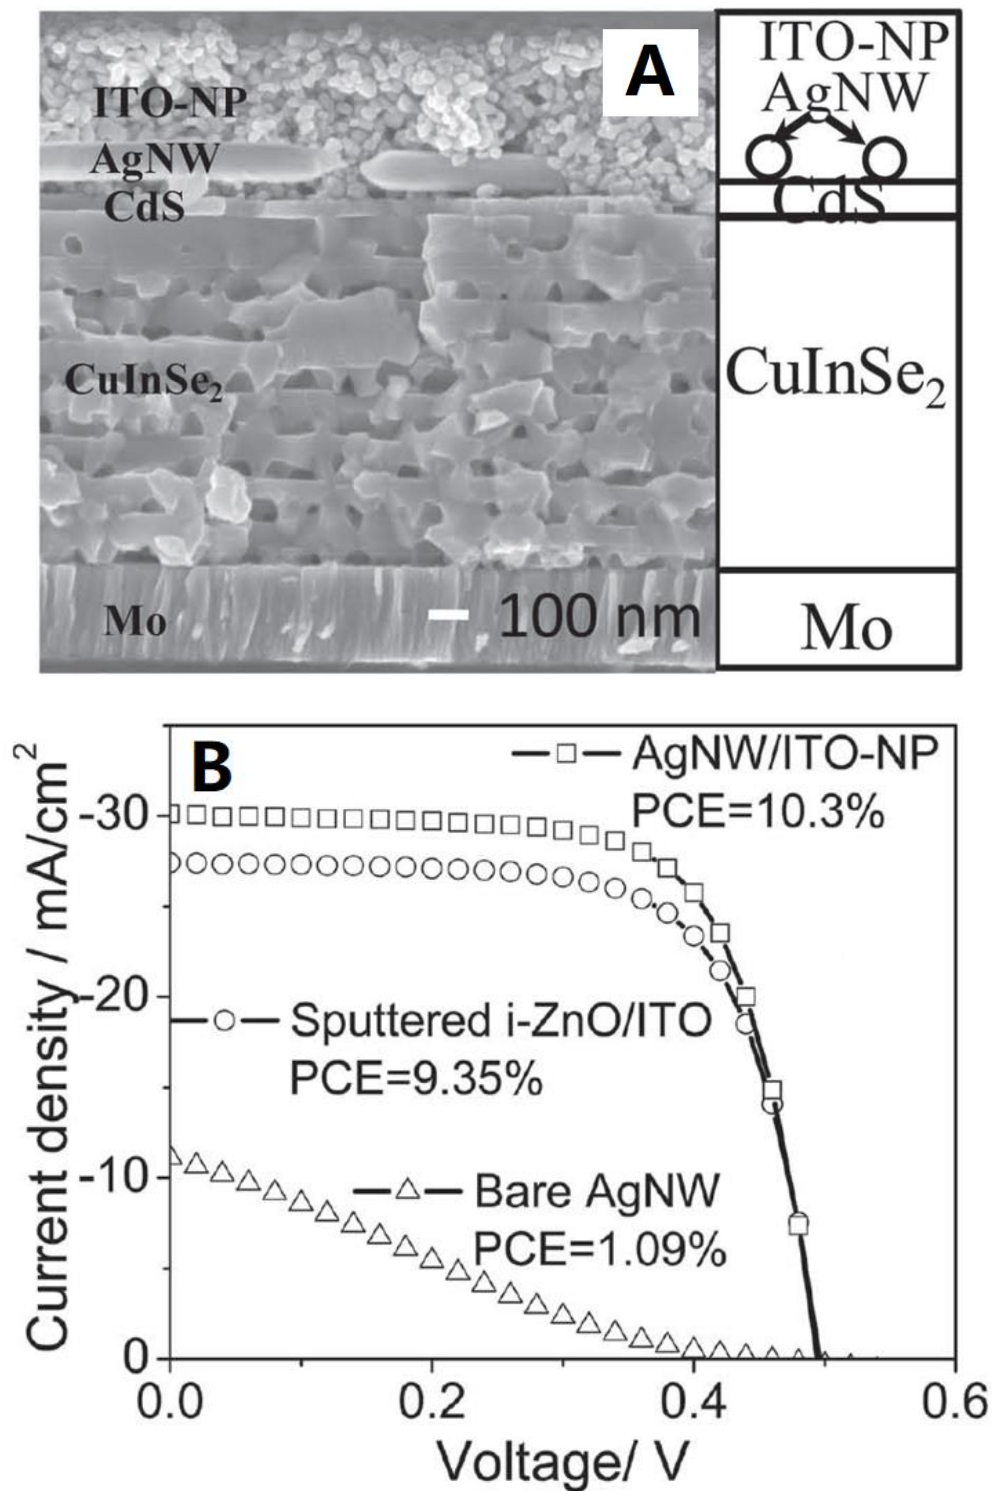 A
ITO-NP
AgNW
CdS
CuInSe₂
Mo
100 nm
ITO-NP
AgNW
CdS
CuInSe₂
Mo
B
AgNW/ITO-NP
PCE=10.3%
Sputtered i-ZnO/ITO
PCE=9.35%
Bare AgNW
PCE=1.09%
Current density / mA/cm²
-30
-20
-10
0
0.0 0.2 0.4 0.6
Voltage/ V